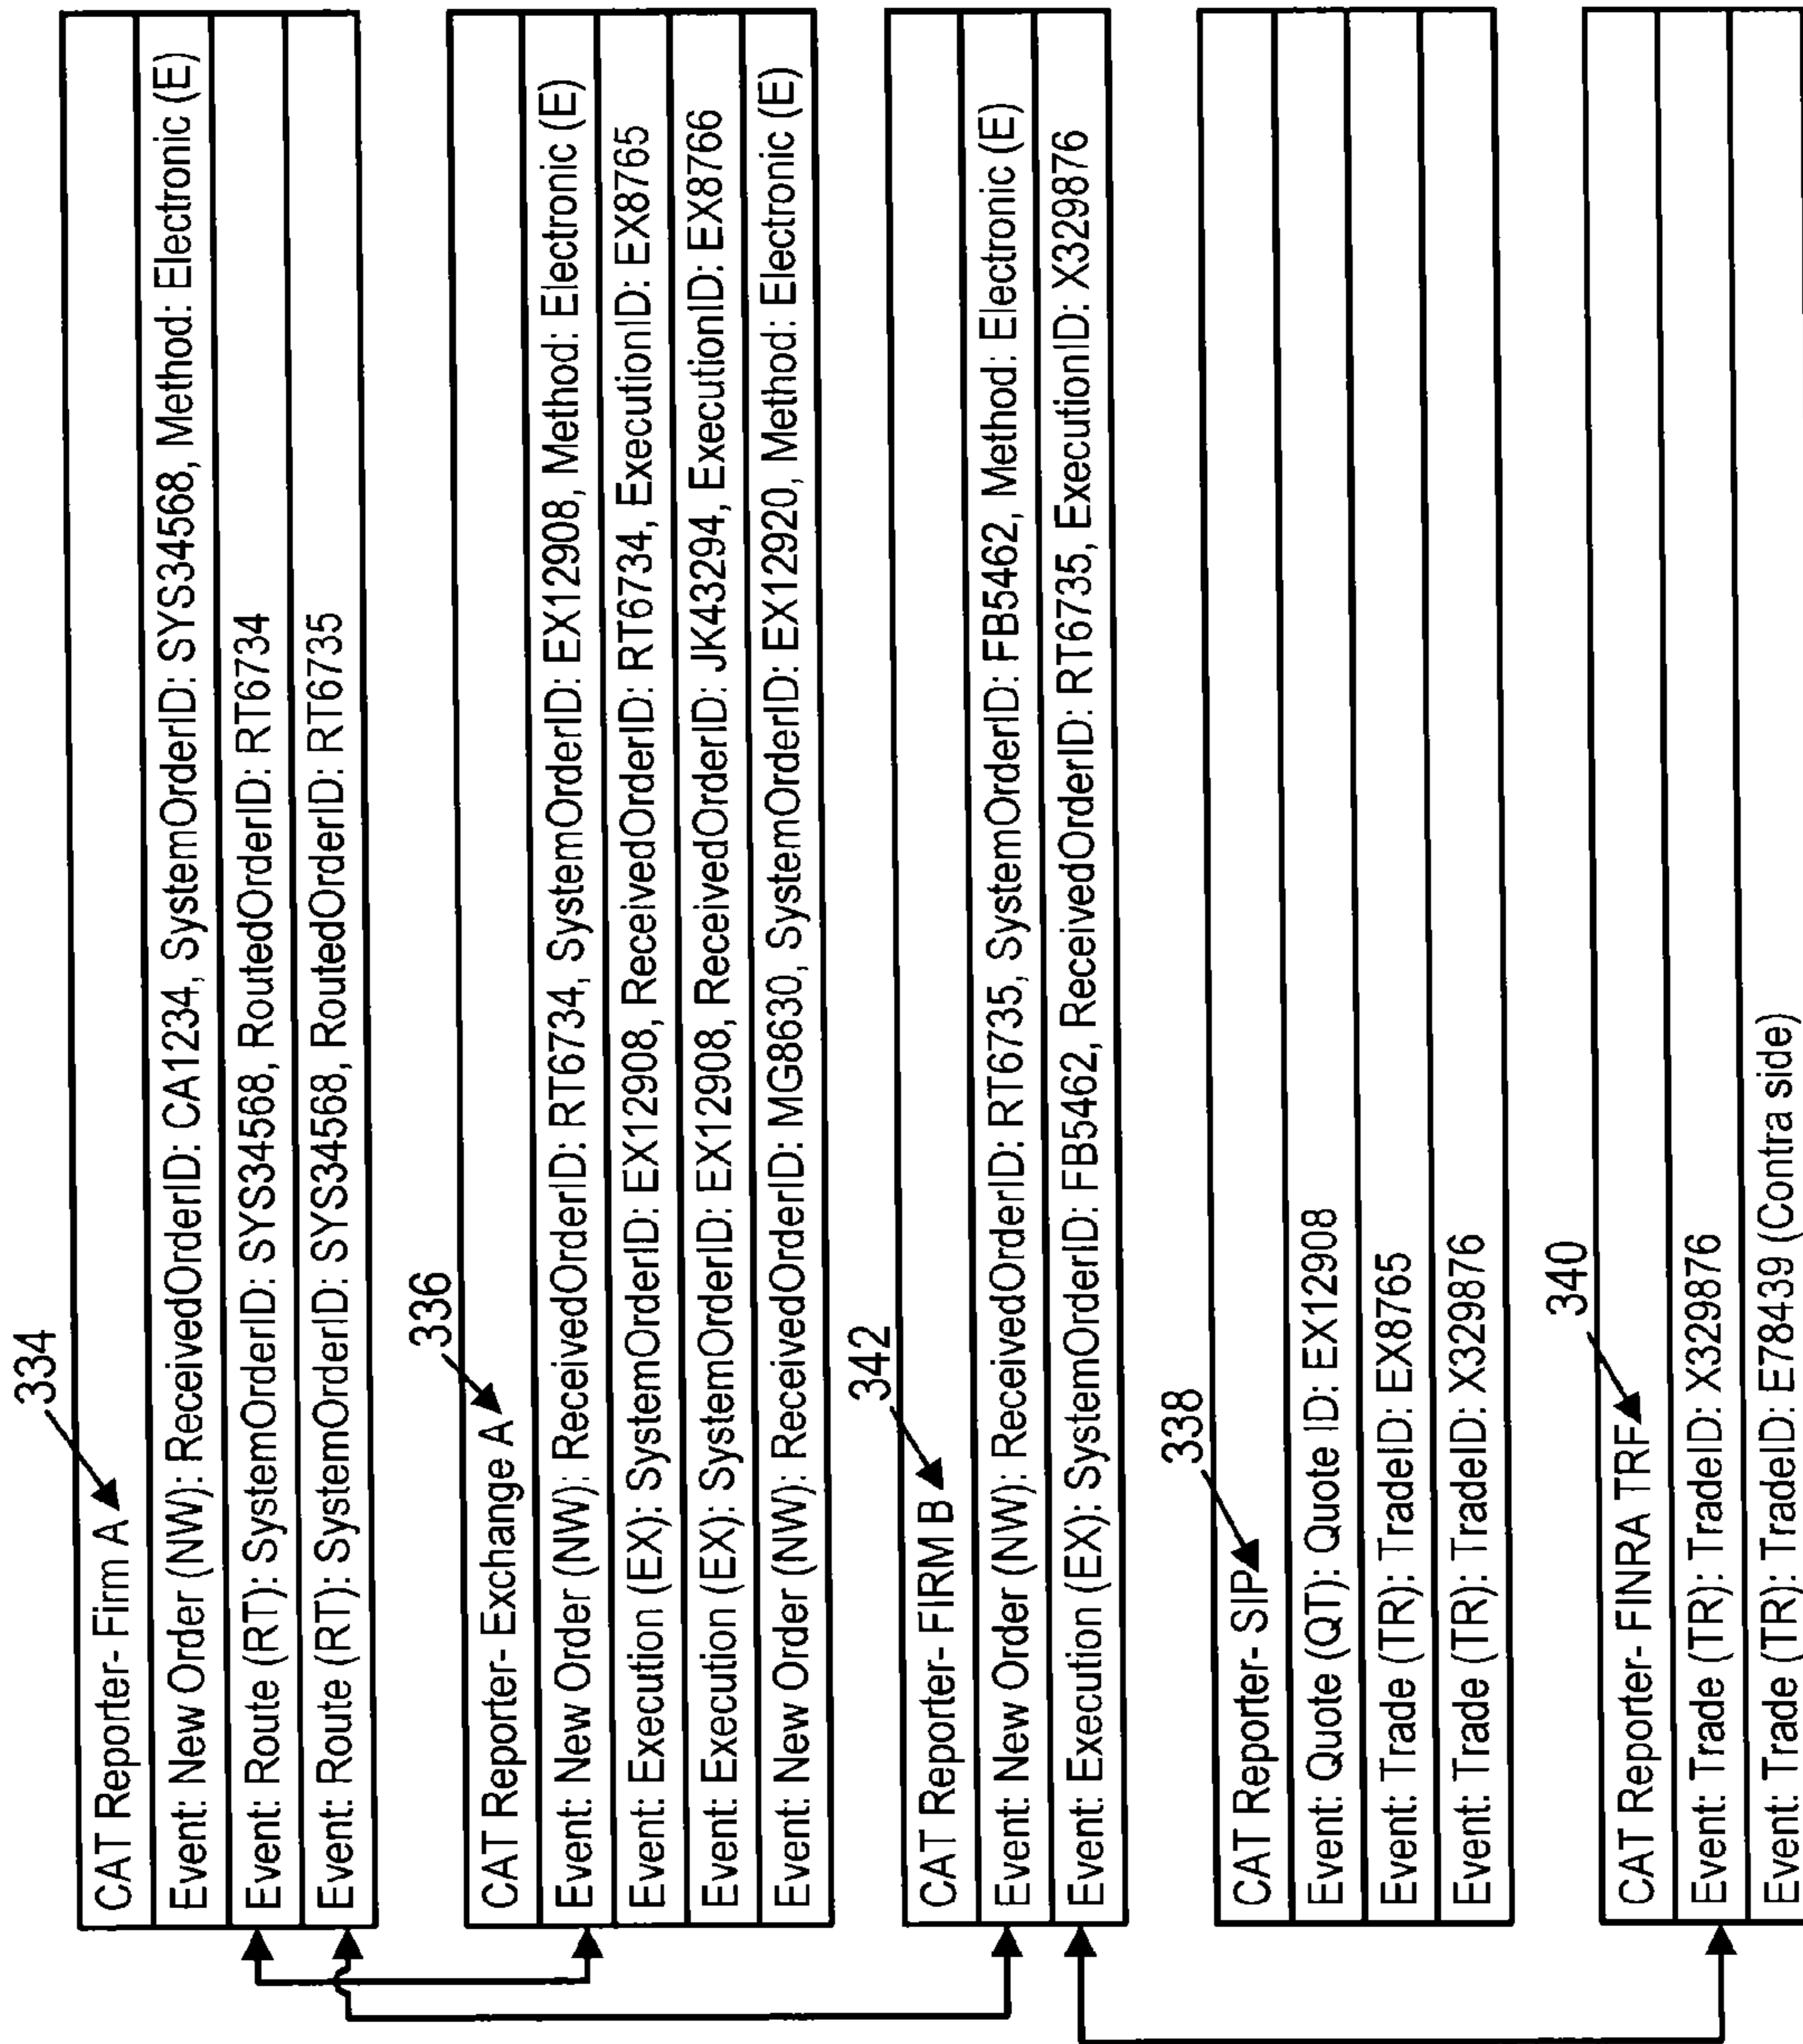 334
CAT Reporter- Firm A
Event: New Order (NW): ReceivedOrderID: CA1234, SystemOrderID: SYS34568, Method: Electronic (E)
Event: Route (RT): SystemOrderID: SYS34568, RoutedOrderID: RT6734
Event: Route (RT): SystemOrderID: SYS34568, RoutedOrderID: RT6735
336
CAT Reporter- Exchange A
Event: New Order (NW): ReceivedOrderID: RT6734, SystemOrderID: EX12908, Method: Electronic (E)
Event: Execution (EX): SystemOrderID: EX12908, ReceivedOrderID: RT6734, ExecutionID: EX8765
Event: Execution (EX): SystemOrderID: EX12908, ReceivedOrderID: JK43294, ExecutionID: EX8766
Event: New Order (NW): ReceivedOrderID: MG8630, SystemOrderID: EX12920, Method: Electronic (E)
342
CAT Reporter- FIRM B
Event: New Order (NW): ReceivedOrderID: RT6735, SystemOrderID: FB5462, Method: Electronic (E)
Event: Execution (EX): SystemOrderID: FB5462, ReceivedOrderID: RT6735, ExecutionID: X329876
338
CAT Reporter- SIP
Event: Quote (QT): Quote ID: EX12908
Event: Trade (TR): TradeID: EX8765
Event: Trade (TR): TradeID: X329876
340
CAT Reporter- FINRA TRF
Event: Trade (TR): TradeID: X329876
Event: Trade (TR): TradeID: E78439 (Contra side)